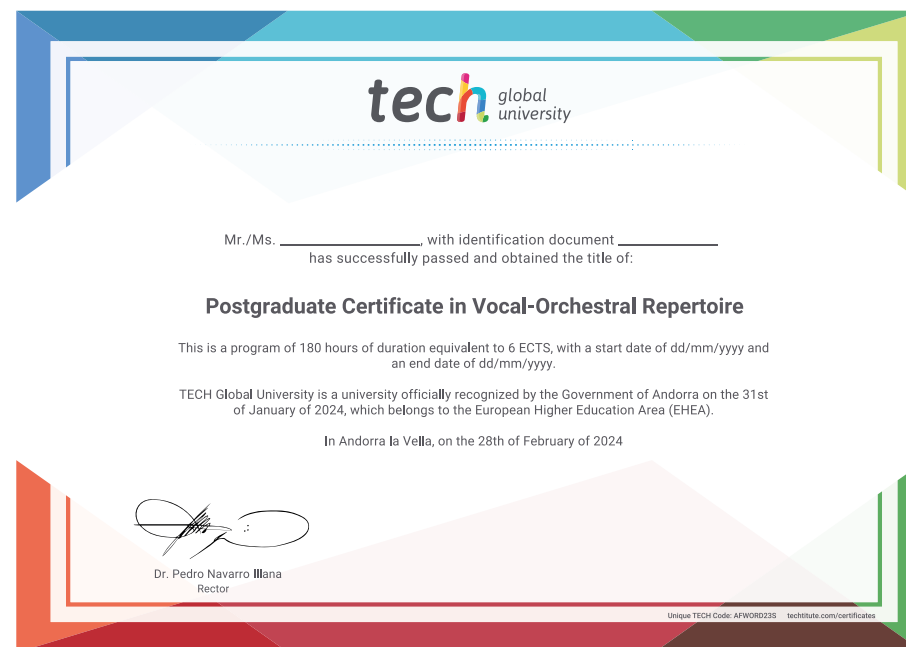 tech global
university
Mr./Ms. ____________, with identification document ____________
has successfully passed and obtained the title of:
Postgraduate Certificate in Vocal-Orchestral Repertoire
This is a program of 180 hours of duration equivalent to 6 ECTS, with a start date of dd/mm/yyyy and
an end date of dd/mm/yyyy.
TECH Global University is a university officially recognized by the Government of Andorra on the 31st
of January of 2024, which belongs to the European Higher Education Area (EHEA).
In Andorra la Vella, on the 28th of February of 2024
Dr. Pedro Navarro Illana
Rector
Unique TECH Code: AFWORD23S techtitute.com/certificates